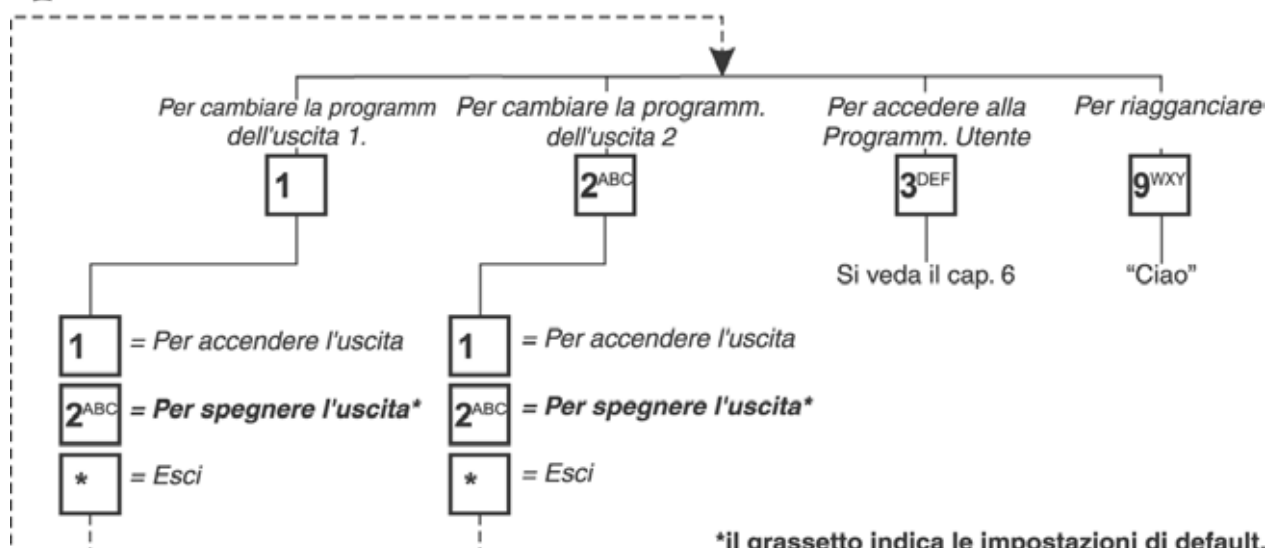 Per cambiare la programm
dell'uscita 1.
1
Per cambiare la programm.
dell'uscita 2
2ABC
Per accedere alla
Programm. Utente
3DEF
Si veda il cap. 6
Per riagganciare
9WXY
“Ciao”
1 = Per accendere l'uscita
2ABC = Per spegnere l'uscita*
* = Esci
1 = Per accendere l'uscita
2ABC = Per spegnere l'uscita*
* = Esci
*il grassetto indica le impostazioni di default.